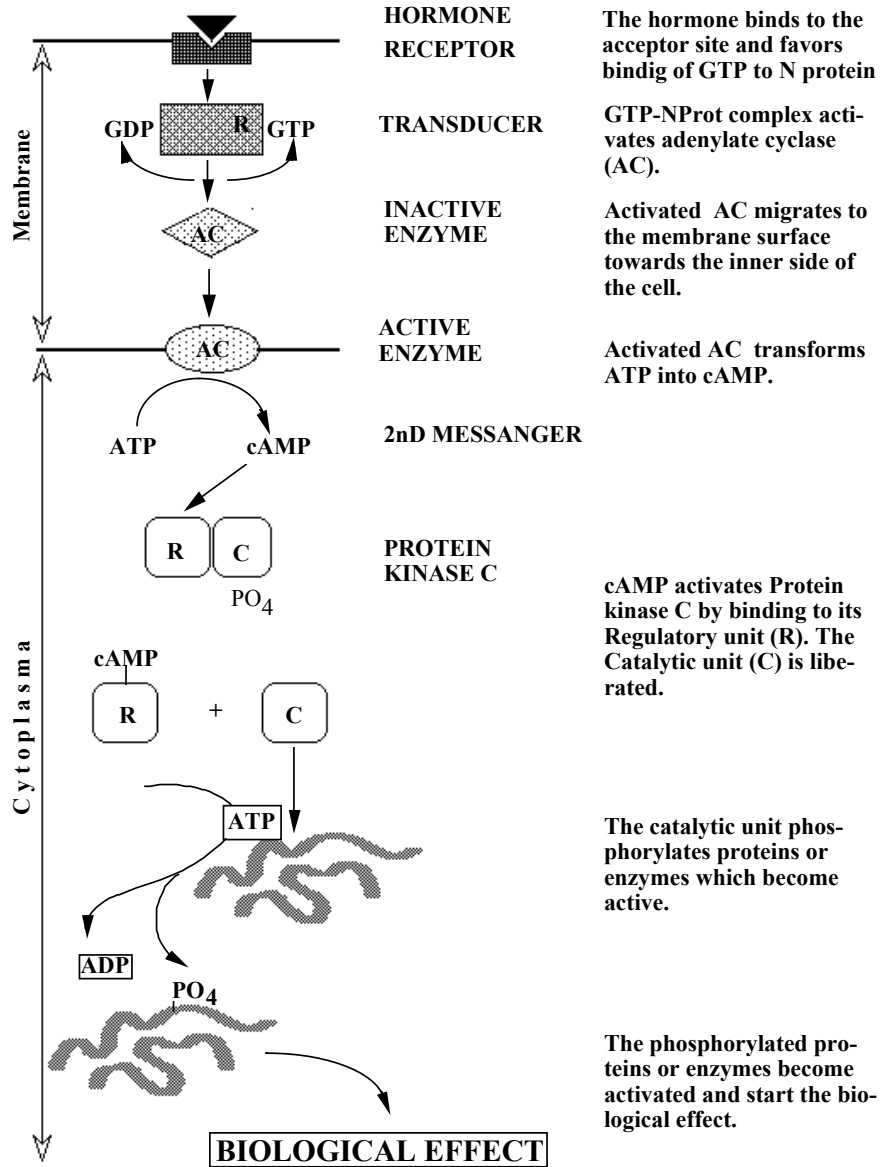 HORMONE
RECEPTOR
The hormone binds to the
acceptor site and favors
bindig of GTP to N protein
GDP
R
GTP
TRANSDUCER
GTP-NProt complex acti-
vates adenylate cyclase
(AC).
Membrane
AC
INACTIVE
ENZYME
Activated AC migrates to
the membrane surface
towards the inner side of
the cell.
AC
ACTIVE
ENZYME
Activated AC transforms
ATP into cAMP.
ATP
cAMP
2nD MESSANGER
R
C
PO4
PROTEIN
KINASE C
cAMP activates Protein
kinase C by binding to its
Regulatory unit (R). The
Catalytic unit (C) is libe-
rated.
cAMP
R
+
C
Cytoplasma
ATP
The catalytic unit phos-
phorylates proteins or
enzymes which become
active.
ADP
PO4
The phosphorylated pro-
teins or enzymes become
activated and start the bio-
logical effect.
BIOLOGICAL EFFECT